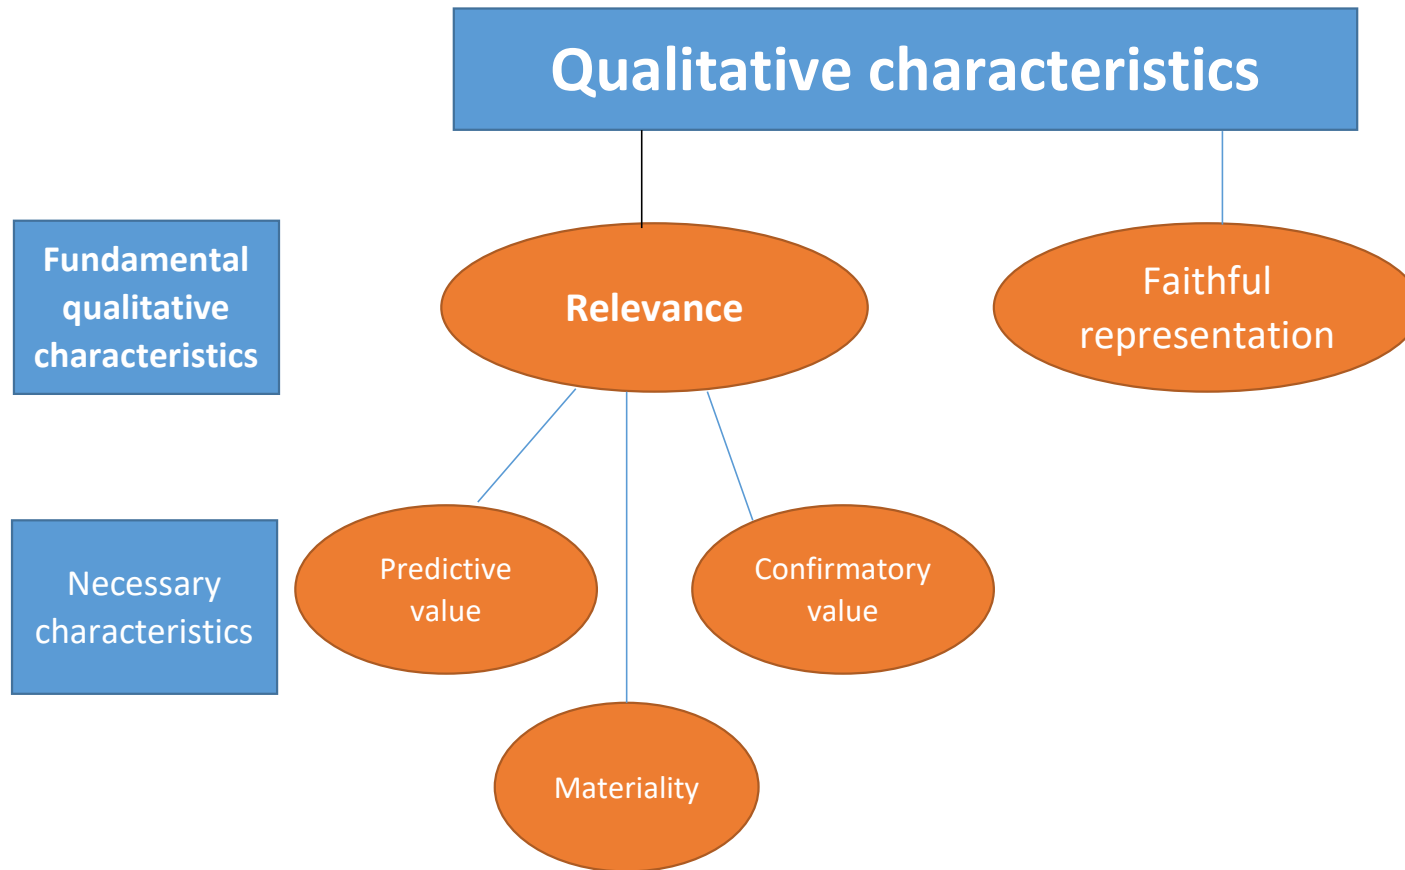 Qualitative characteristics
Fundamental
qualitative
characteristics
Relevance
Faithful
representation
Necessary
characteristics
Predictive
value
Confirmatory
value
Materiality